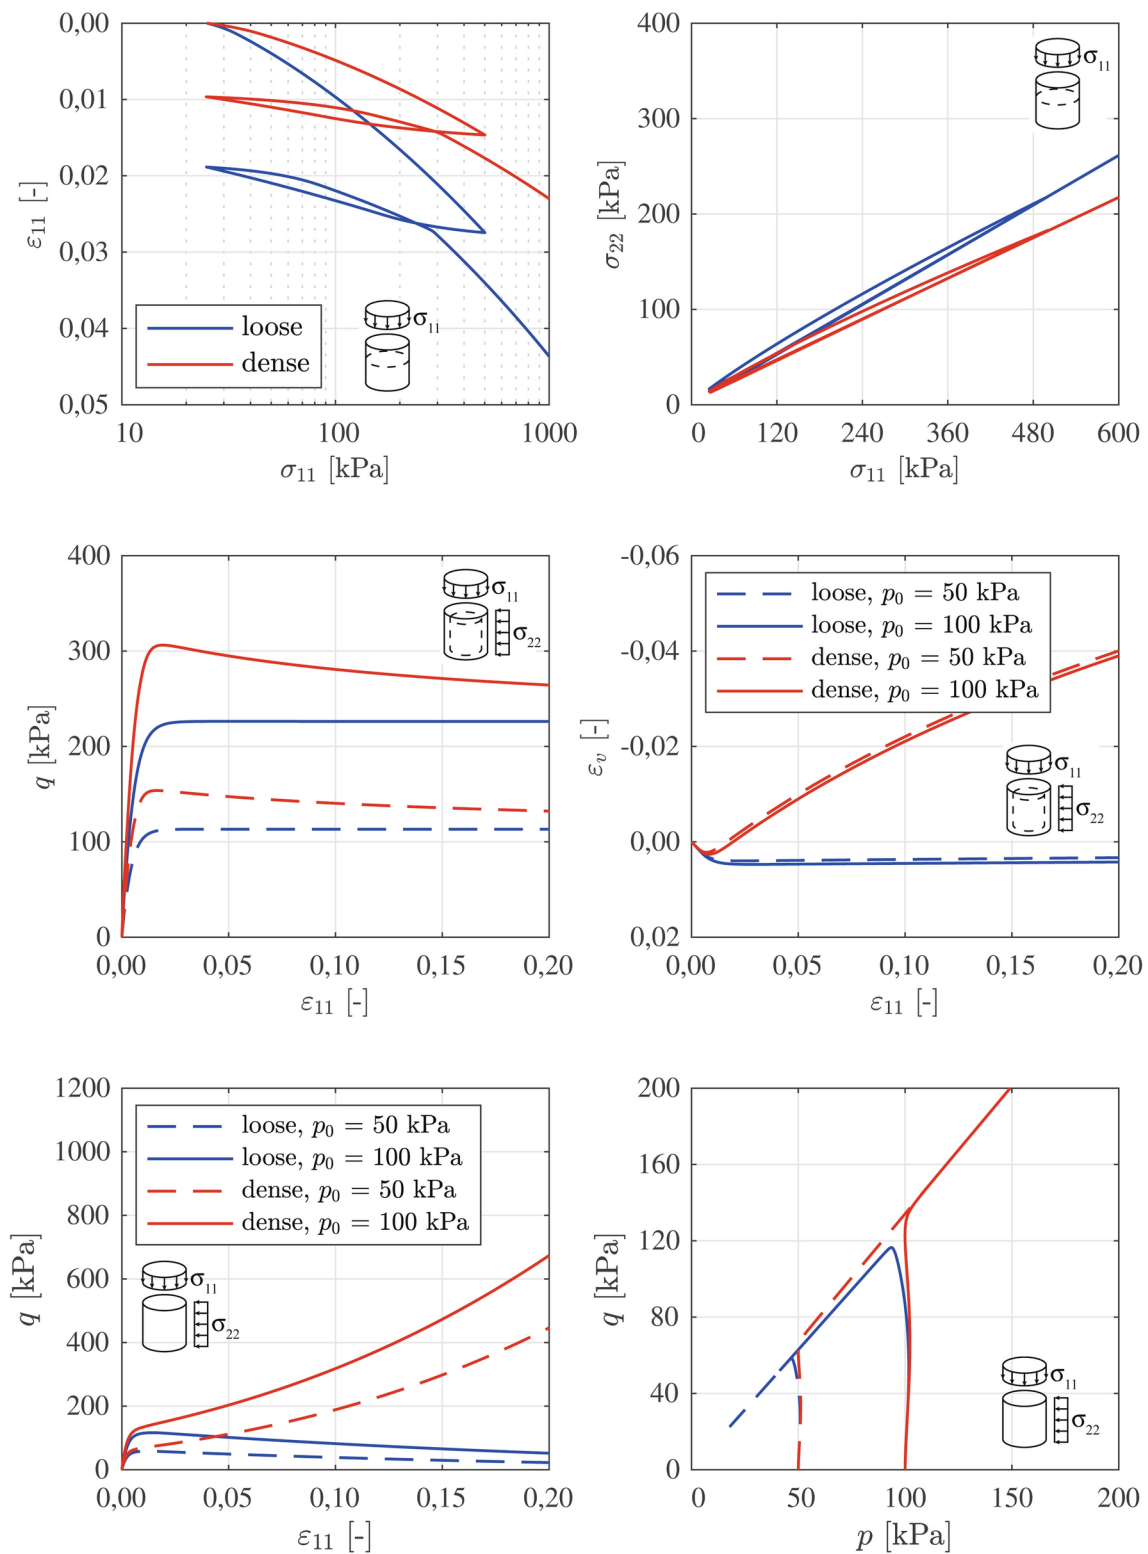 0,00
0,01
0,02
0,03
0,04
0,05
ε11 [-]
loose
dense
σ11
10
100
1000
σ11 [kPa]
400
300
200
100
0
σ22 [kPa]
σ11
0
120
240
360
480
600
σ11 [kPa]
400
300
200
100
0
q [kPa]
σ11
σ22
0,00
0,05
0,10
0,15
0,20
ε11 [-]
-0,06
-0,04
-0,02
0,00
0,02
εv [-]
loose, p0 = 50 kPa
loose, p0 = 100 kPa
dense, p0 = 50 kPa
dense, p0 = 100 kPa
σ11
σ22
0,00
0,05
0,10
0,15
0,20
ε11 [-]
1200
1000
800
600
400
200
0
q [kPa]
loose, p0 = 50 kPa
loose, p0 = 100 kPa
dense, p0 = 50 kPa
dense, p0 = 100 kPa
σ11
σ22
0,00
0,05
0,10
0,15
0,20
ε11 [-]
200
160
120
80
40
0
q [kPa]
σ11
σ22
0
50
100
150
200
p [kPa]